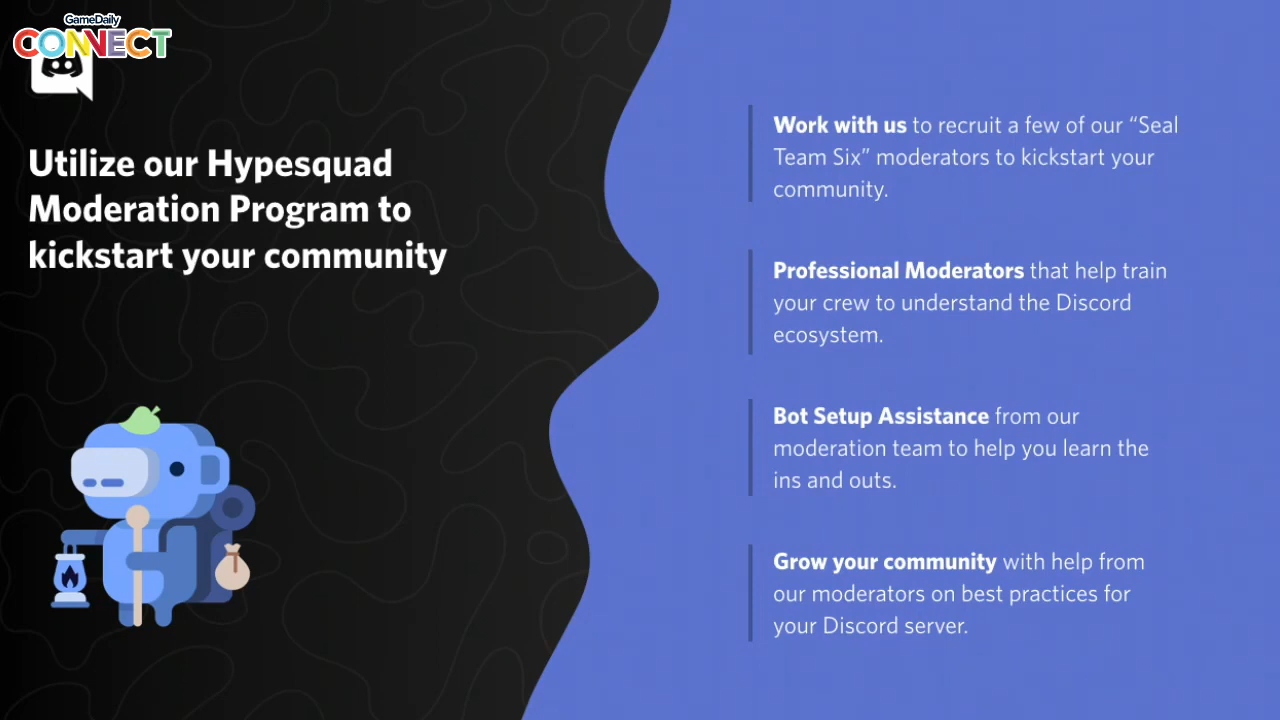 GameDaily
CONNECT
Utilize our Hypesquad
Moderation Program to
kickstart your community
Work with us to recruit a few of our “Seal
Team Six” moderators to kickstart your
community.
Professional Moderators that help train
your crew to understand the Discord
ecosystem.
Bot Setup Assistance from our
moderation team to help you learn the
ins and outs.
Grow your community with help from
our moderators on best practices for
your Discord server.